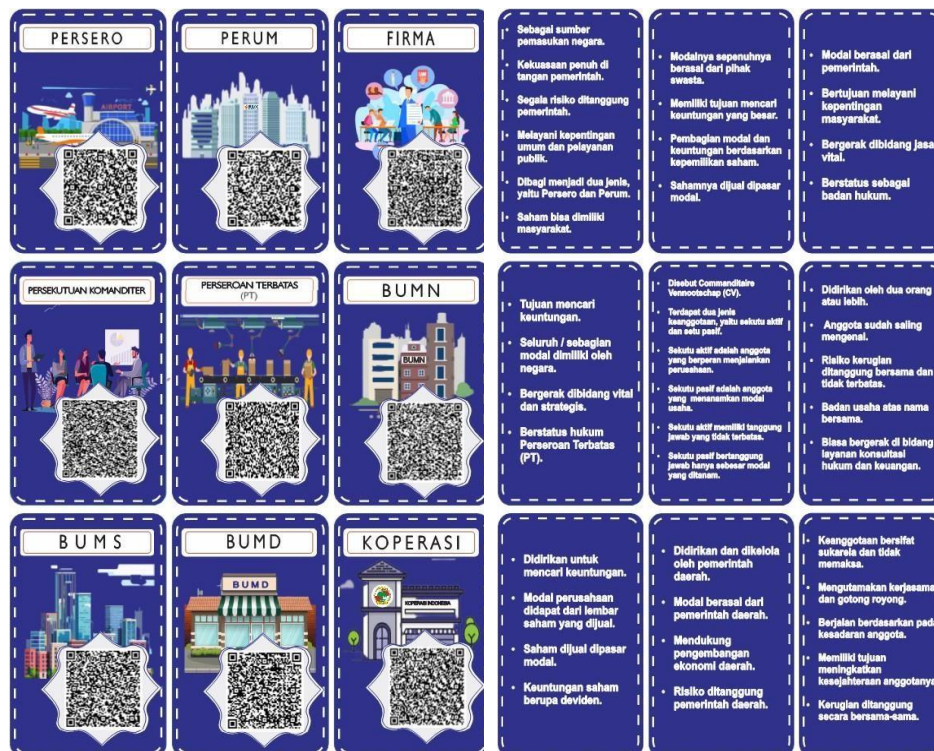 PERSERO
AIRPORT
PERUM
FIRMA
Sebagai sumber
pemasukan negara.
Kekuasaan penuh di
tangan pemerintah.
Segala risiko ditanggung
pemerintah.
Melayani kepentingan
umum dan pelayanan
publik.
Dibagi menjadi dua jenis,
yaitu Persero dan Perum.
Saham bisa dimiliki
masyarakat.
Modalnya sepenuhnya
berasal dari pihak
swasta.
Memiliki tujuan mencari
keuntungan yang besar.
Pembagian modal dan
keuntungan berdasarkan
kepemilikan saham.
Sahamnya dijual dipasar
modal.
Modal berasal dari
pemerintah.
Bertujuan melayani
kepentingan
masyarakat.
Bergerak dibidang jasa
vital.
Berstatus sebagai
badan hukum.
PERSEKUTUAN KOMANDITER
PERSEROAN TERBATAS
(PT)
BUMN
BUMN
Tujuan mencari
keuntungan.
Seluruh / sebagian
modal dimiliki oleh
negara.
Bergerak dibidang vital
dan strategis.
Berstatus hukum
Perseroan Terbatas
(PT).
Disebut Commanditaire
Vennootschap (CV).
Terdapat dua jenis
keanggotaan, yaitu sekutu aktif
dan setu pasif.
Sekutu aktif adalah anggota
yang berperan menjalankan
perusahaan.
Sekutu pasif adalah anggota
yang menanamkan modal
usaha.
Sekutu aktif memiliki tanggung
jawab yang tidak terbatas.
Sekutu pasif bertanggung
jawab hanya sebesar modal
yang ditanam.
Didirikan oleh dua orang
atau lebih.
Anggota sudah saling
mengenal.
Risiko kerugian
ditanggung bersama dan
tidak terbatas.
Badan usaha atas nama
bersama.
Biasa bergerak di bidang
layanan konsultasi
hukum dan keuangan.
BUMS
BUMD
BUMD
KOPERASI
KOPERASI INDONESIA
Didirikan untuk
mencari keuntungan.
Modal perusahaan
didapat dari lembar
saham yang dijual.
Saham dijual dipasar
modal.
Keuntungan saham
berupa deviden.
Didirikan dan dikelola
oleh pemerintah
daerah.
Modal berasal dari
pemerintah daerah.
Mendukung
pengembangan
ekonomi daerah.
Risiko ditanggung
pemerintah daerah.
Keanggotaan bersifat
sukarela dan tidak
memaksa.
Mengutamakan kerjasama
dan gotong royong.
Berjalan berdasarkan pada
kesadaran anggota.
Memiliki tujuan
meningkatkan
kesejahteraan anggotanya
Kerugian ditanggung
secara bersama-sama.